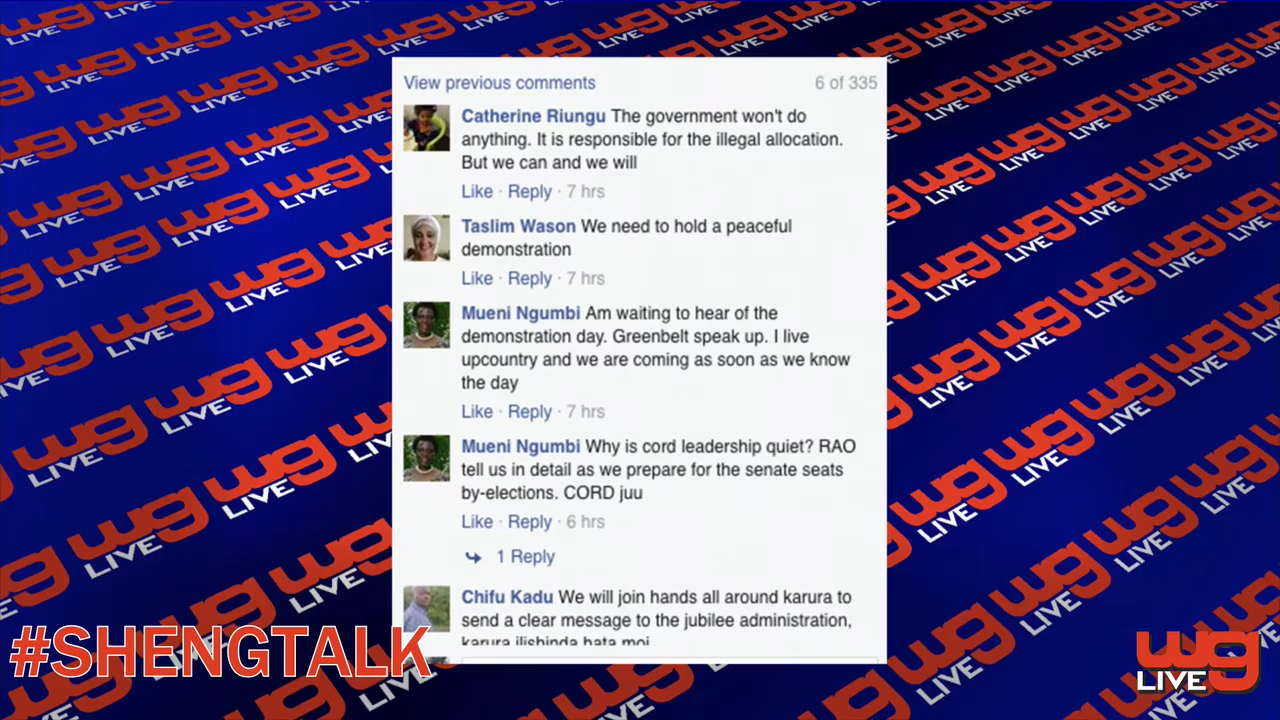 View previous comments 6 of 335
Catherine Riungu The government won't do
anything. It is responsible for the illegal allocation.
But we can and we will
Like · Reply · 7 hrs
Taslim Wason We need to hold a peaceful
demonstration
Like · Reply · 7 hrs
Mueni Ngumbi Am waiting to hear of the
demonstration day. Greenbelt speak up. I live
upcountry and we are coming as soon as we know
the day
Like · Reply · 7 hrs
Mueni Ngumbi Why is cord leadership quiet? RAO
tell us in detail as we prepare for the senate seats
by-elections. CORD juu
Like · Reply · 6 hrs
1 Reply
Chifu Kadu We will join hands all around karura to
send a clear message to the jubilee administration,
karura ilishinda hata moi
#SHENGTALK
wg
LIVE